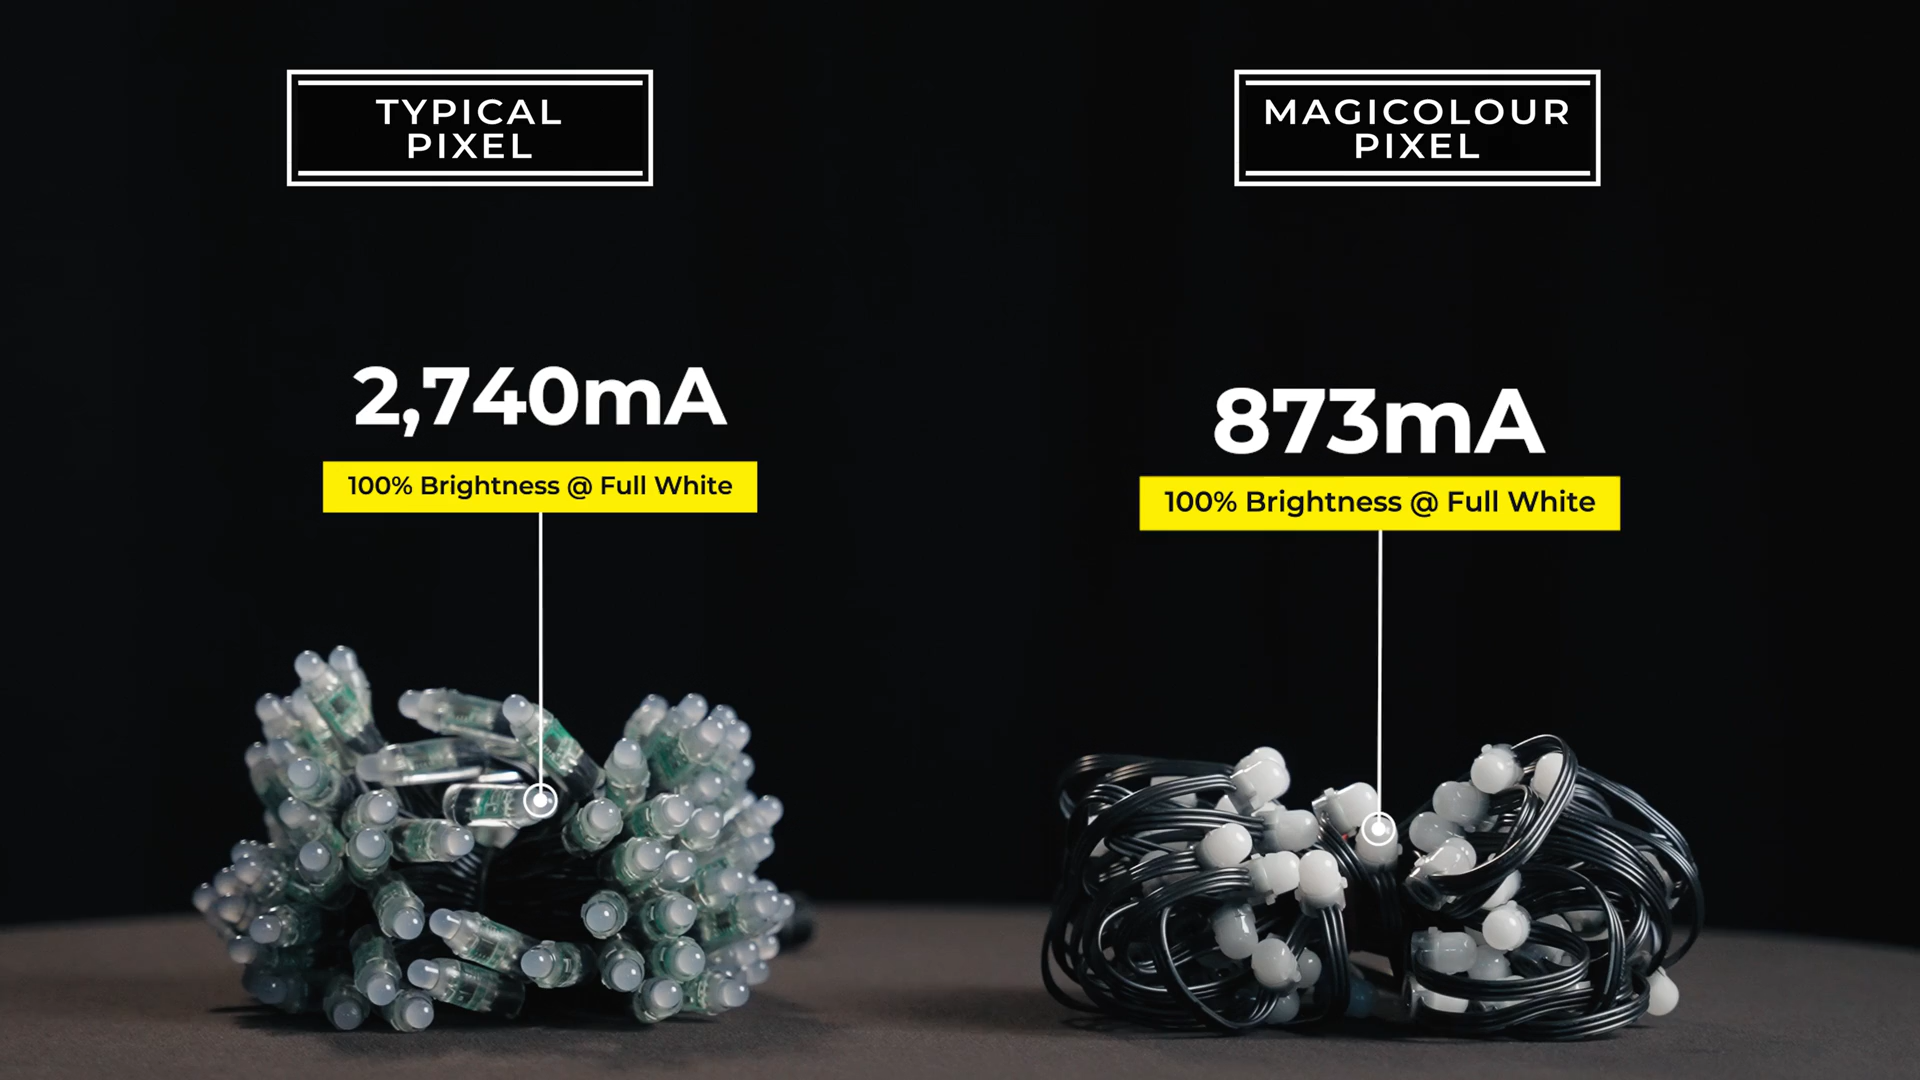 TYPICAL
PIXEL
2,740mA
100% Brightness @ Full White
MAGICOLOUR
PIXEL
873mA
100% Brightness @ Full White